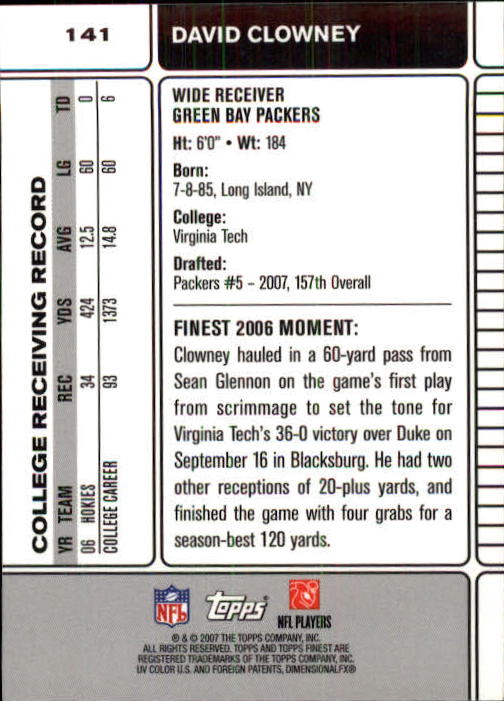 141
DAVID CLOWNEY
COLLEGE RECEIVING RECORD
YR TEAM REC YDS AVG LG TD
06 HOKIES 34 424 12.5 60 0
COLLEGE CAREER 93 1373 14.8 60 6
WIDE RECEIVER
GREEN BAY PACKERS
Ht: 6'0" • Wt: 184
Born:
7-8-85, Long Island, NY
College:
Virginia Tech
Drafted:
Packers #5 – 2007, 157th Overall
FINEST 2006 MOMENT:
Clowney hauled in a 60-yard pass from
Sean Glennon on the game's first play
from scrimmage to set the tone for
Virginia Tech's 36-0 victory over Duke on
September 16 in Blacksburg. He had two
other receptions of 20-plus yards, and
finished the game with four grabs for a
season-best 120 yards.
NFL
Topps
NFL PLAYERS
® & © 2007 THE TOPPS COMPANY, INC.
ALL RIGHTS RESERVED. TOPPS AND TOPPS FINEST ARE
REGISTERED TRADEMARKS OF THE TOPPS COMPANY, INC.
UV COLOR U.S. AND FOREIGN PATENTS, DIMENSIONALFX®